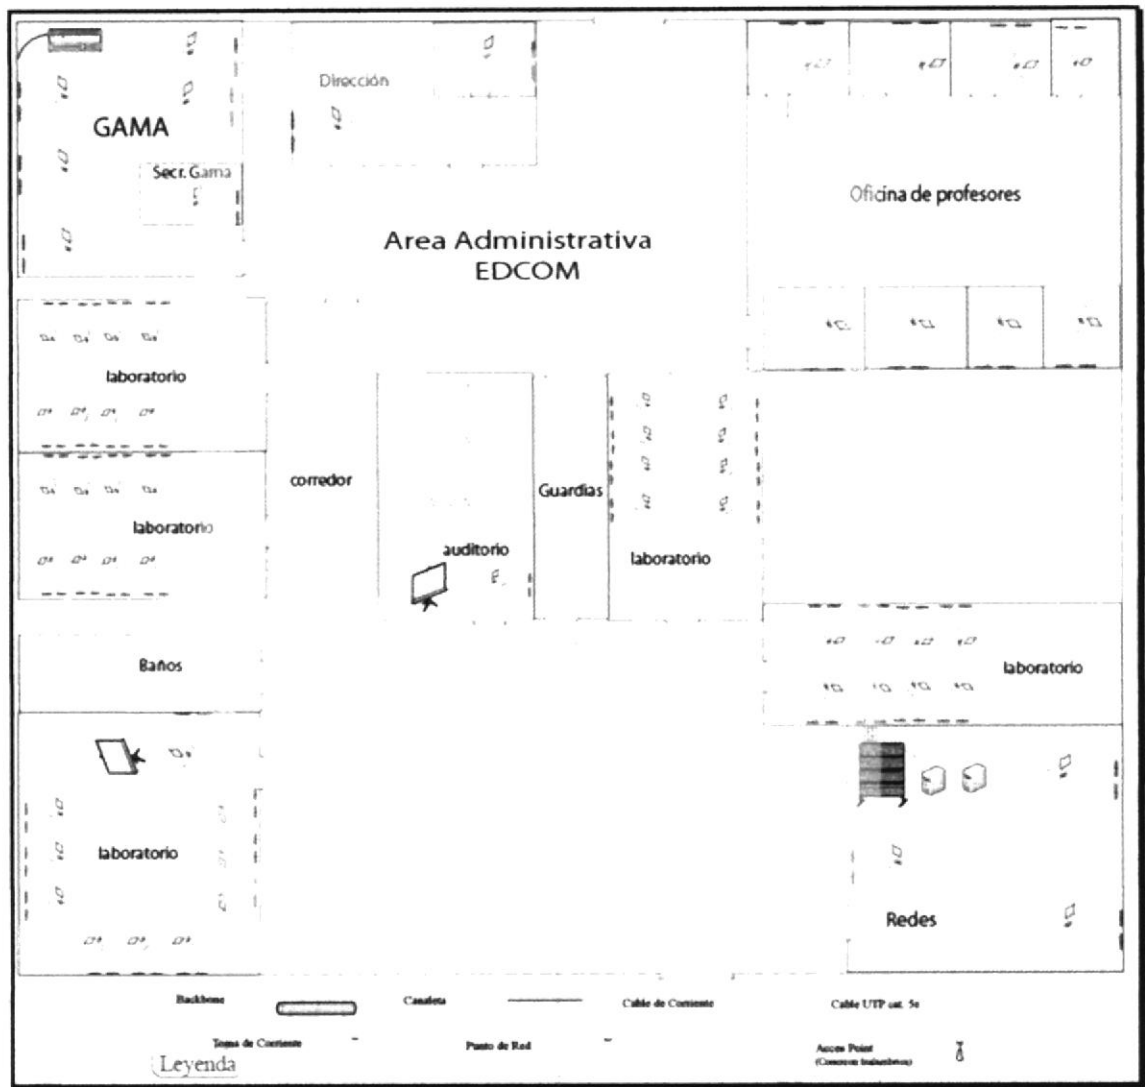 Dirección
GAMA
Secr. Gama
Oficina de profesores
Area Administrativa
EDCOM
laboratorio
corredor
Guardias
laboratorio
auditorio
laboratorio
Baños
laboratorio
laboratorio
Redes
Backbone
Canaleta
Cable de Corriente
Cable UTP cat. 5e
Toma de Corriente
Punto de Red
Acces Point
Leyenda